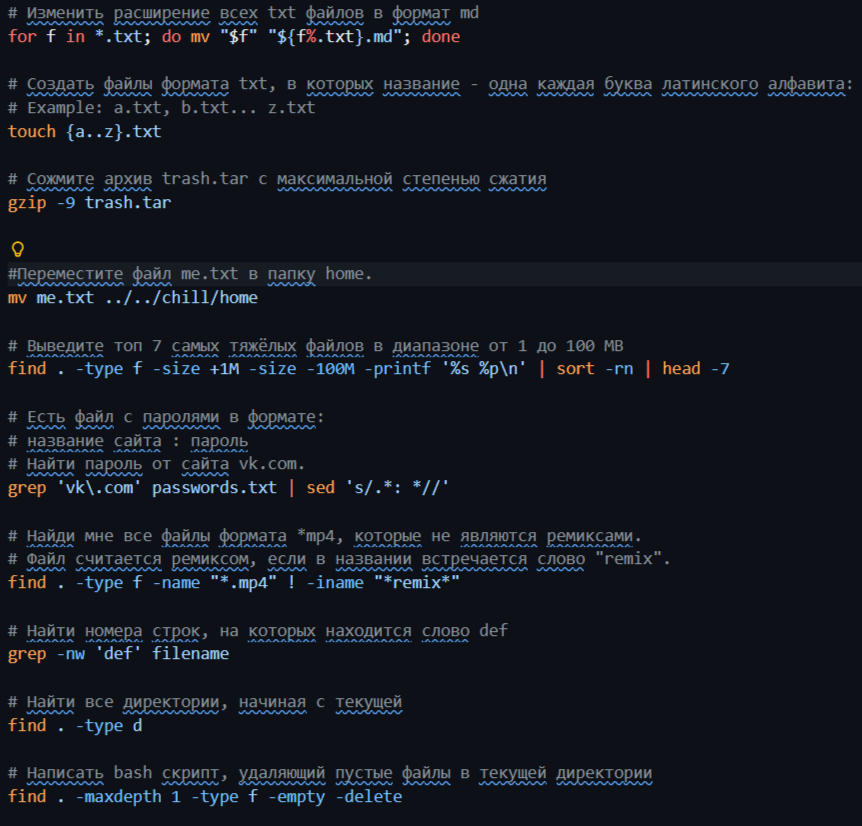 # Изменить расширение всех txt файлов в формат md
for f in *.txt; do mv "$f" "${f%.txt}.md"; done
# Создать файлы формата txt, в которых название - одна каждая буква латинского алфавита:
# Example: a.txt, b.txt... z.txt
touch {a..z}.txt
# Сожмите архив trash.tar с максимальной степенью сжатия
gzip -9 trash.tar
#Переместите файл me.txt в папку home.
mv me.txt ../../chill/home
# Выведите топ 7 самых тяжёлых файлов в диапазоне от 1 до 100 MB
find . -type f -size +1M -size -100M -printf '%s %p\n' | sort -rn | head -7
# Есть файл с паролями в формате:
# название сайта : пароль
# Найти пароль от сайта vk.com.
grep 'vk\.com' passwords.txt | sed 's/.*: *//'
# Найди мне все файлы формата *mp4, которые не являются ремиксами.
# Файл считается ремиксом, если в названии встречается слово "remix".
find . -type f -name "*.mp4" ! -iname "*remix*"
# Найти номера строк, на которых находится слово def
grep -nw 'def' filename
# Найти все директории, начиная с текущей
find . -type d
# Написать bash скрипт, удаляющий пустые файлы в текущей директории
find . -maxdepth 1 -type f -empty -delete